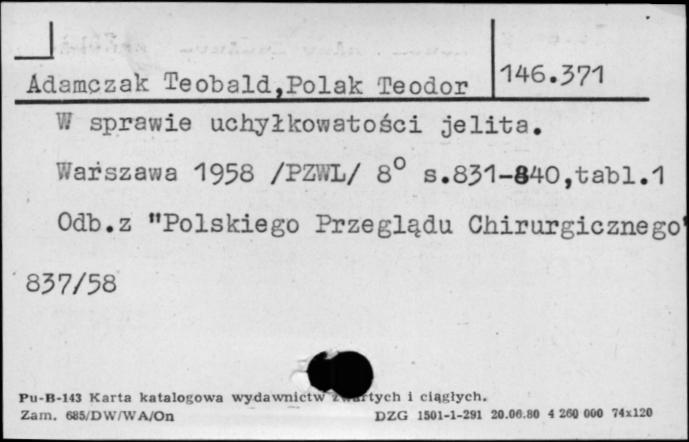 Adamczak Teobald,Polak Teodor 146.371
W sprawie uchyłkowatości jelita.
Warszawa 1958 /PZWL/ 8° s.831-840,tabl.1
Odb.z "Polskiego Przeglądu Chirurgicznego"
837/58
Pu-B-143 Karta katalogowa wydawnictw zwartych i ciągłych.
Zam. 685/DW/WA/On DZG 1501-1-291 20.06.80 4 260 000 74x120